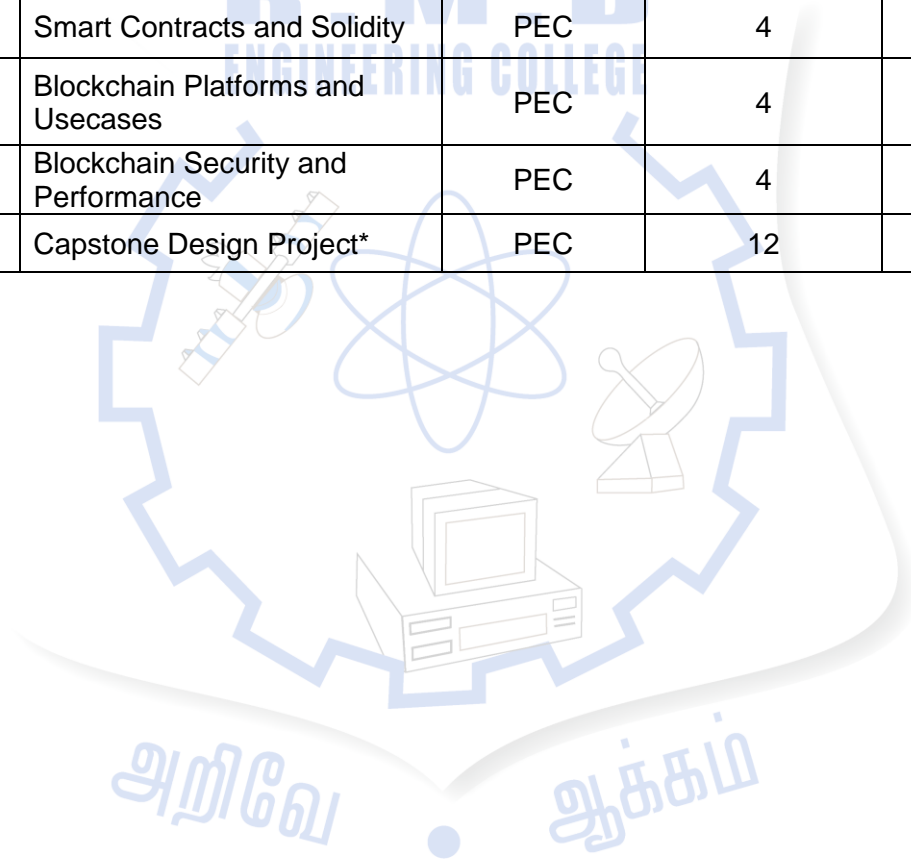 R.M.D
ENGINEERING COLLEGE
Smart Contracts and Solidity PEC 4
Blockchain Platforms and
Usecases PEC 4
Blockchain Security and
Performance PEC 4
Capstone Design Project* PEC 12
அறிவே ஆக்கம்